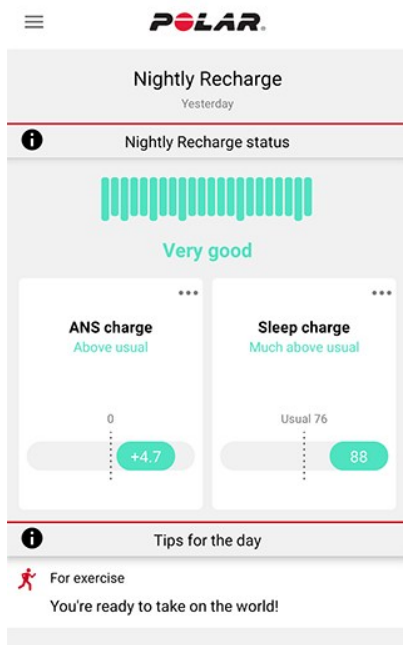 POLAR.
Nightly Recharge
Yesterday
Nightly Recharge status
Very good
ANS charge
Above usual
0
+4.7
Sleep charge
Much above usual
Usual 76
88
Tips for the day
For exercise
You're ready to take on the world!